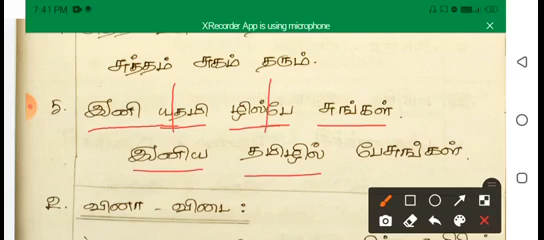 7:41 PM
XRecorder App is using microphone
சுத்தம் சுகம் தரும்.
5. இனி யதமி ழில்பே சுங்கள்.
இனிய தமிழில் பேசுங்கள்.
2. வினா - விடை :